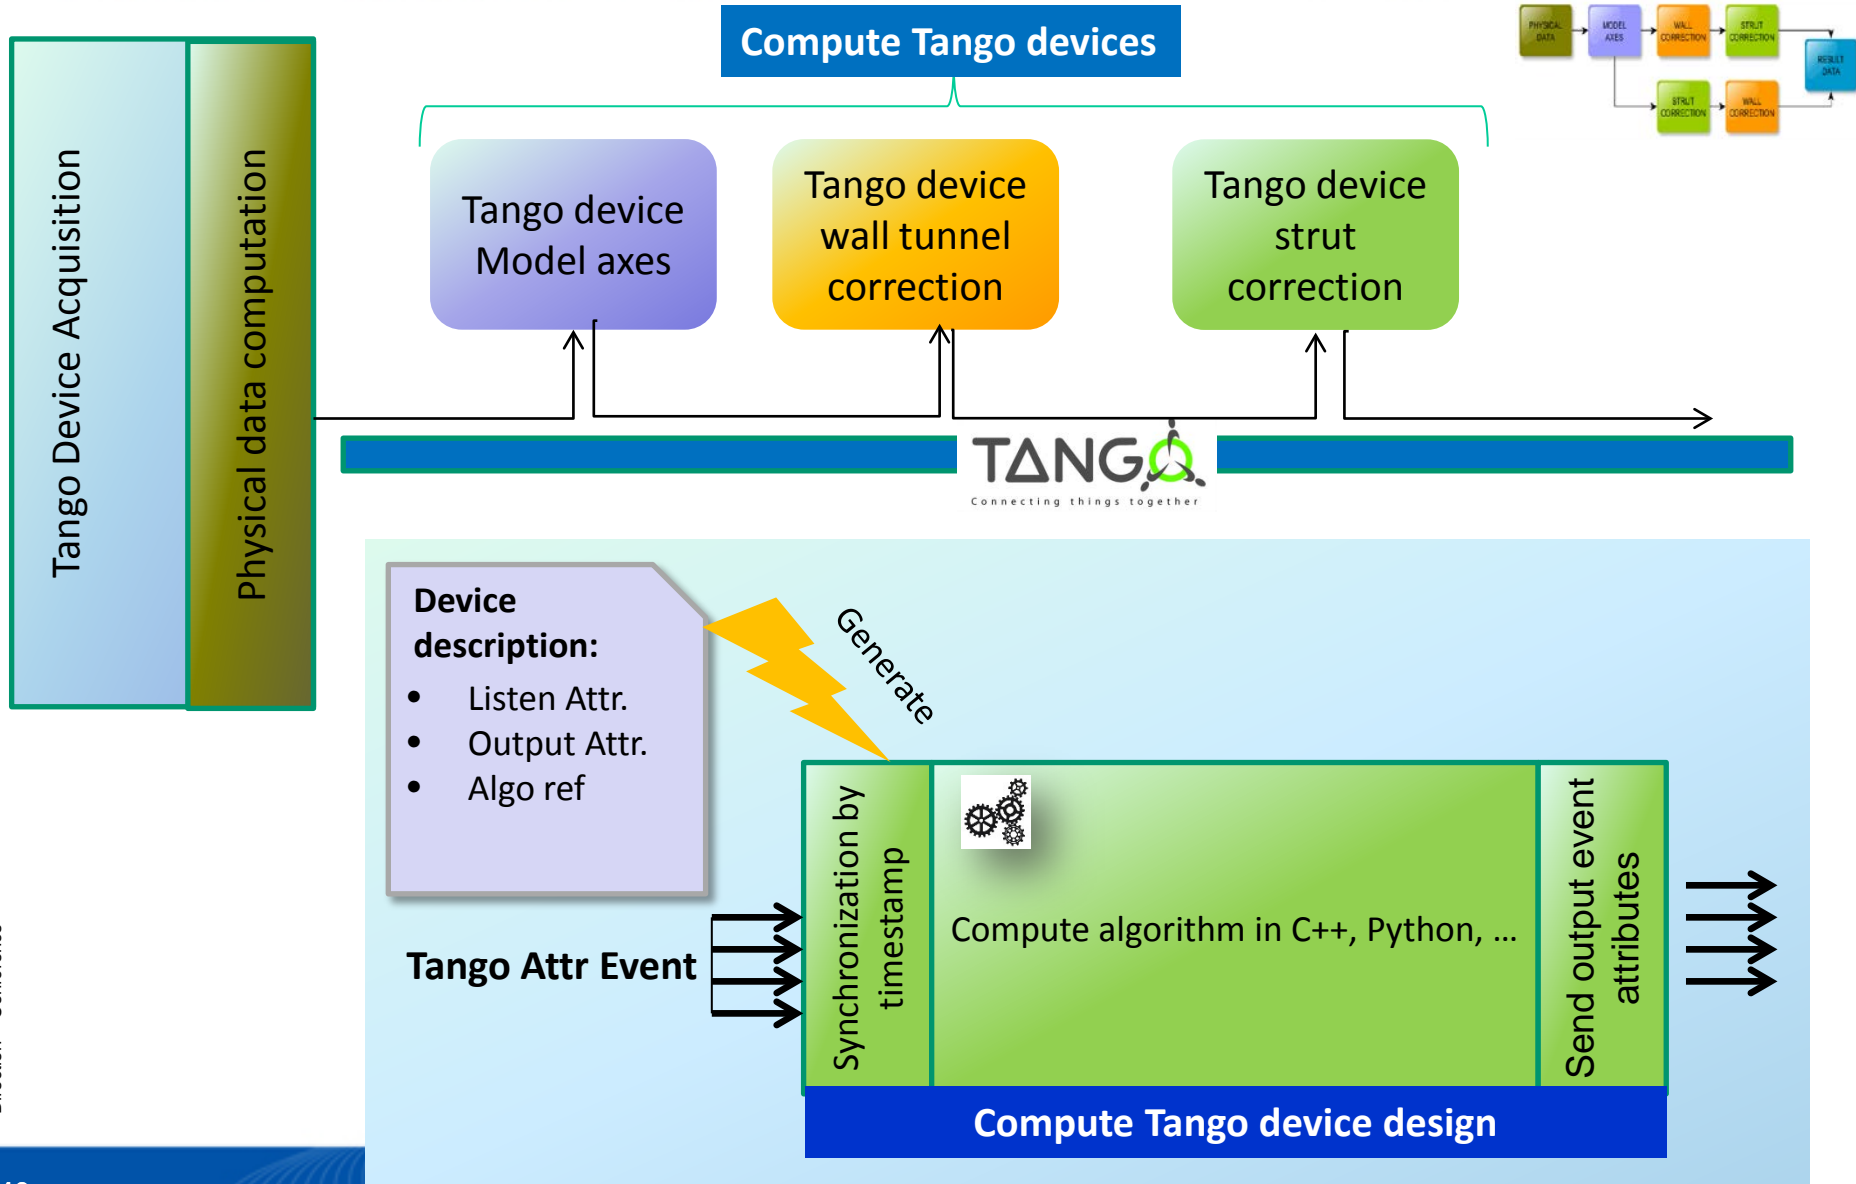 Compute Tango devices
PHYSICAL
DATA
MODEL
AXES
WALL
CORRECTION
STRUT
CORRECTION
RESULT
DATA
STRUT
CORRECTION
WALL
CORRECTION
Tango Device Acquisition
Physical data computation
Tango device
Model axes
Tango device
wall tunnel
correction
Tango device
strut
correction
TANGO
Connecting things together
Device
description:
• Listen Attr.
• Output Attr.
• Algo ref
Generate
Tango Attr Event
Synchronization by
timestamp
Compute algorithm in C++, Python, ...
Send output event
attributes
Compute Tango device design